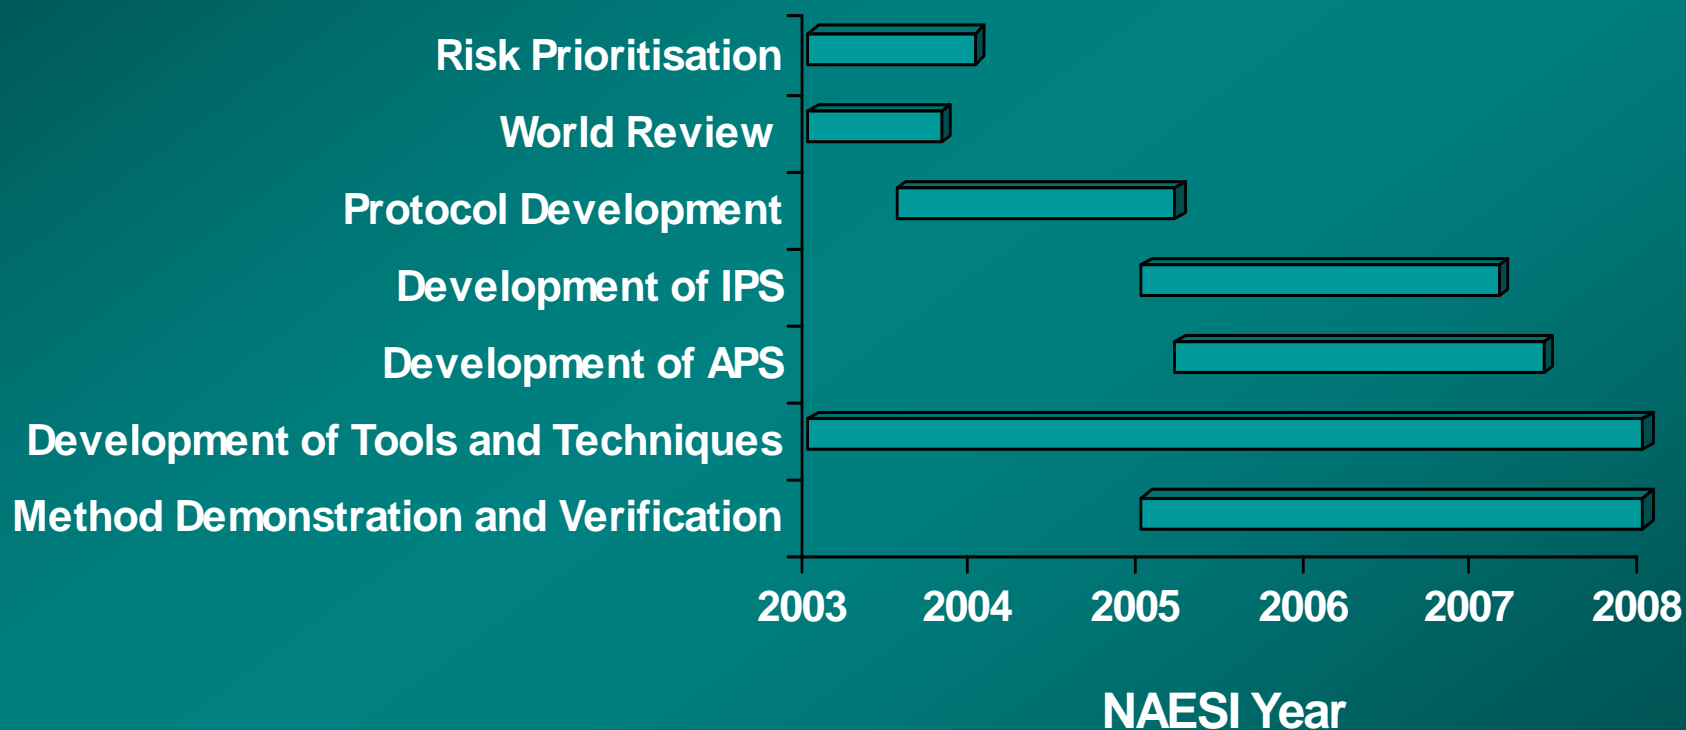 Risk Prioritisation
World Review
Protocol Development
Development of IPS
Development of APS
Development of Tools and Techniques
Method Demonstration and Verification
2003 2004 2005 2006 2007 2008
NAESI Year